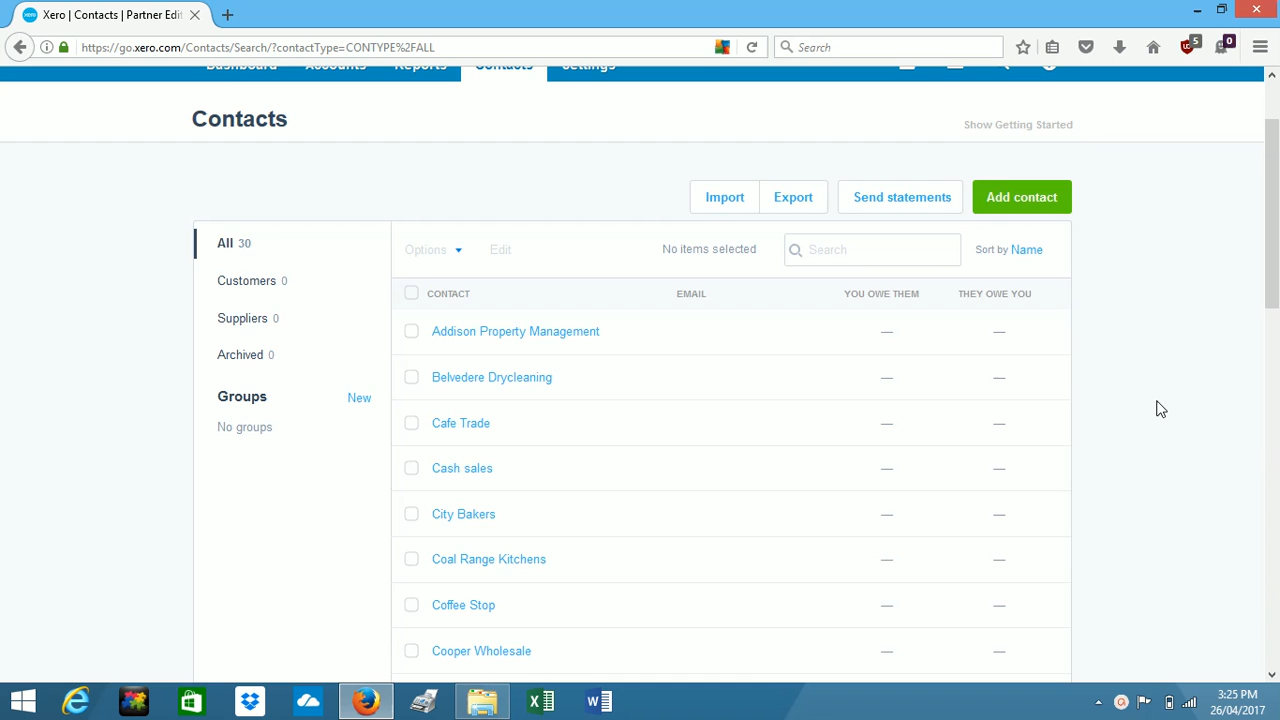 Xero | Contacts | Partner Edit
https://go.xero.com/Contacts/Search/?contactType=CONTYPE%2FALL
Search
5
0
Dashboard Accounts Reports Contacts Settings
Contacts
Show Getting Started
Import Export Send statements Add contact
All 30
Customers 0
Suppliers 0
Archived 0
Groups New
No groups
Options Edit No items selected Search Sort by Name
CONTACT EMAIL YOU OWE THEM THEY OWE YOU
Addison Property Management — —
Belvedere Drycleaning — —
Cafe Trade — —
Cash sales — —
City Bakers — —
Coal Range Kitchens — —
Coffee Stop — —
Cooper Wholesale — —
3:25 PM
26/04/2017